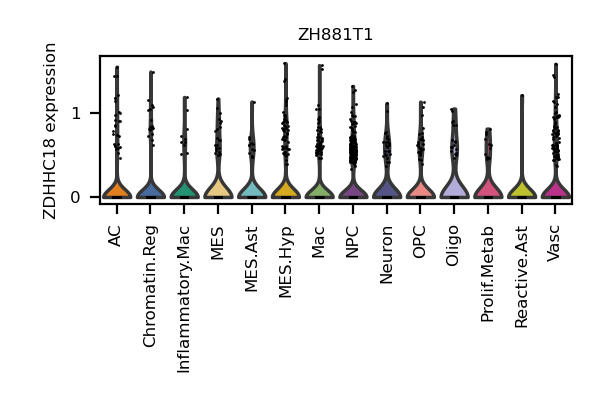 ZH881T1
ZDHHC18 expression
1
0
AC
Chromatin.Reg
Inflammatory.Mac
MES
MES.Ast
MES.Hyp
Mac
NPC
Neuron
OPC
Oligo
Prolif.Metab
Reactive.Ast
Vasc